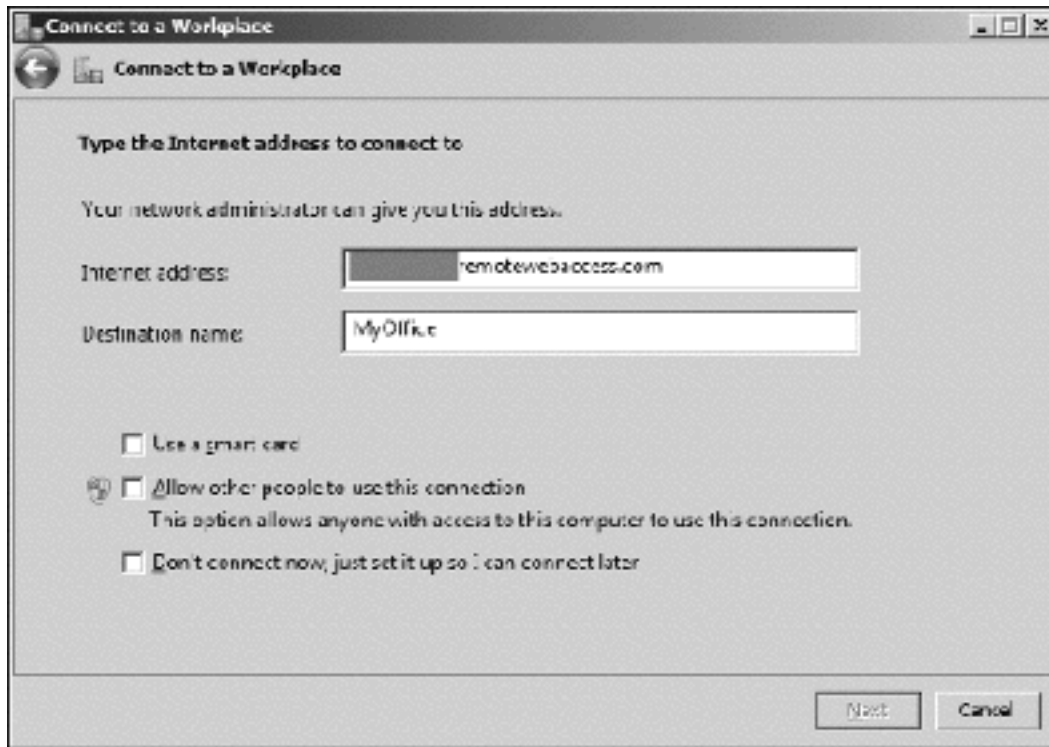 Connect to a Workplace
Connect to a Workplace
Type the Internet address to connect to
Your network administrator can give you this address.
Internet address: remotewebaccess.com
Destination name: MyOffice
Use a smart card
Allow other people to use this connection
This option allows anyone with access to this computer to use this connection.
Don't connect now; just set it up so I can connect later
Next Cancel